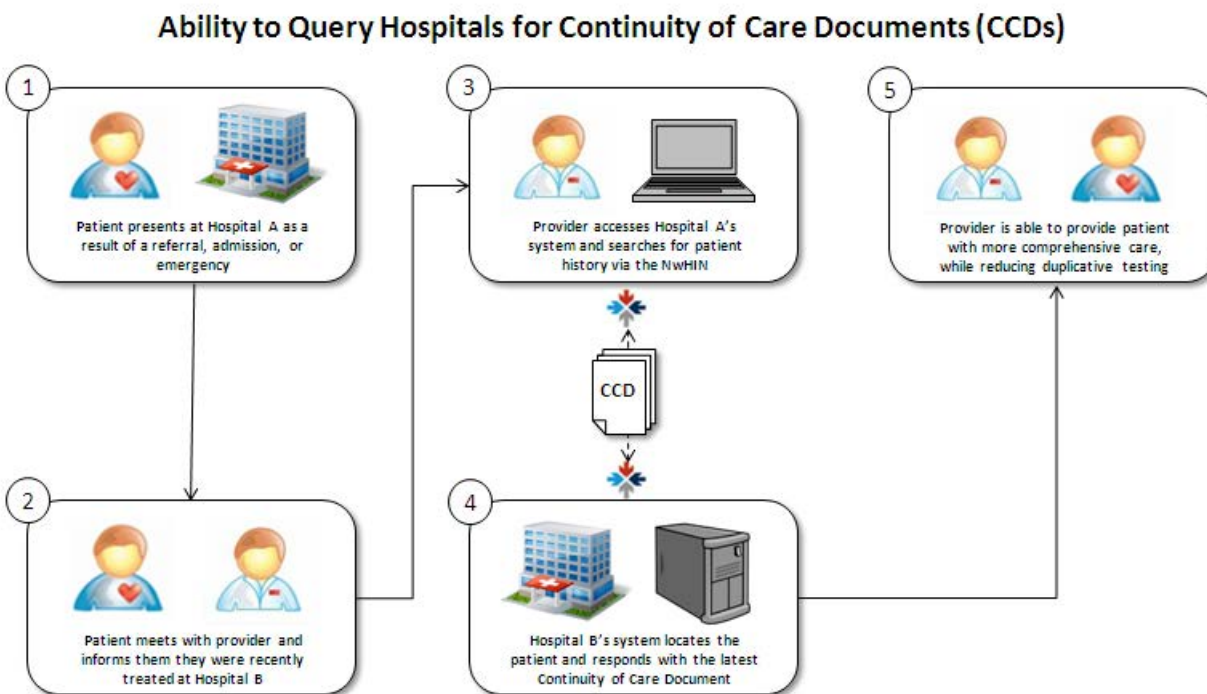 Ability to Query Hospitals for Continuity of Care Documents (CCDs)
1
Patient presents at Hospital A as a
result of a referral, admission, or
emergency
2
Patient meets with provider and
informs them they were recently
treated at Hospital B
3
Provider accesses Hospital A's
system and searches for patient
history via the NwHIN
CCD
4
Hospital B's system locates the
patient and responds with the latest
Continuity of Care Document
5
Provider is able to provide patient
with more comprehensive care,
while reducing duplicative testing